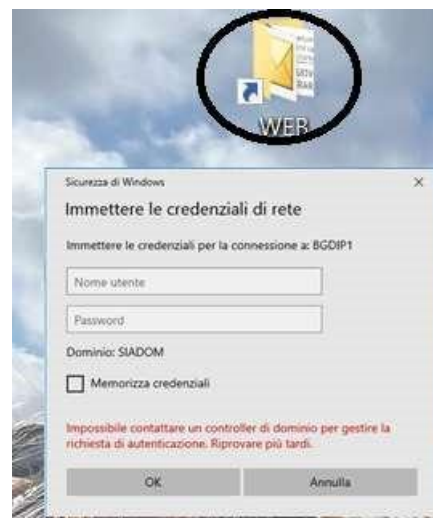 WEB
Sicurezza di Windows
Immettere le credenziali di rete
Immettere le credenziali per la connessione a: BGDIP1
Nome utente
Password
Dominio: SIADOM
Memorizza credenziali
Impossibile contattare un controller di dominio per gestire la
richiesta di autenticazione. Riprovare più tardi.
OK
Annulla